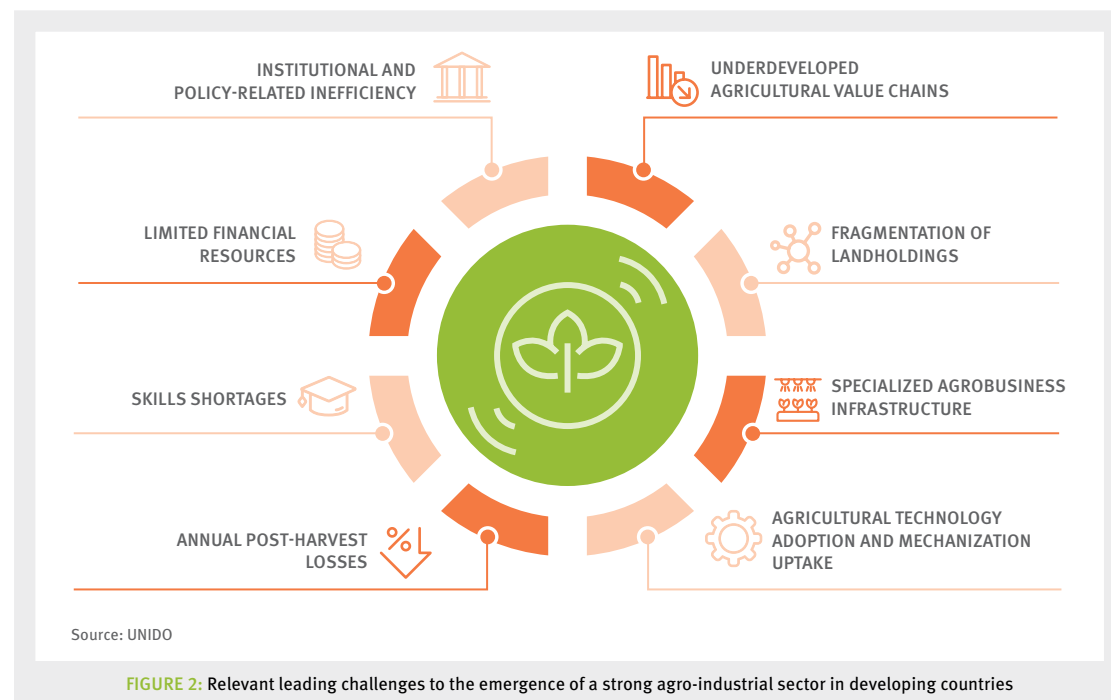 INSTITUTIONAL AND
POLICY-RELATED INEFFICIENCY
UNDERDEVELOPED
AGRICULTURAL VALUE CHAINS
LIMITED FINANCIAL
RESOURCES
FRAGMENTATION OF
LANDHOLDINGS
SKILLS SHORTAGES
SPECIALIZED AGROBUSINESS
INFRASTRUCTURE
ANNUAL POST-HARVEST
LOSSES
%
AGRICULTURAL TECHNOLOGY
ADOPTION AND MECHANIZATION
UPTAKE
Source: UNIDO
FIGURE 2: Relevant leading challenges to the emergence of a strong agro-industrial sector in developing countries